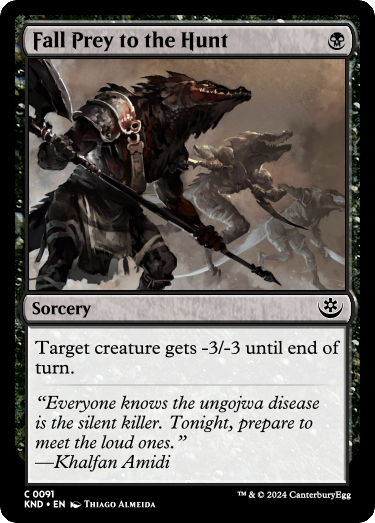 Fall Prey to the Hunt
Sorcery
Target creature gets -3/-3 until end of
turn.
“Everyone knows the ungojwa disease
is the silent killer. Tonight, prepare to
meet the loud ones.”
—Khalfan Amidi
C 0091
KND • EN Thiago Almeida
™ & © 2024 CanterburyEgg